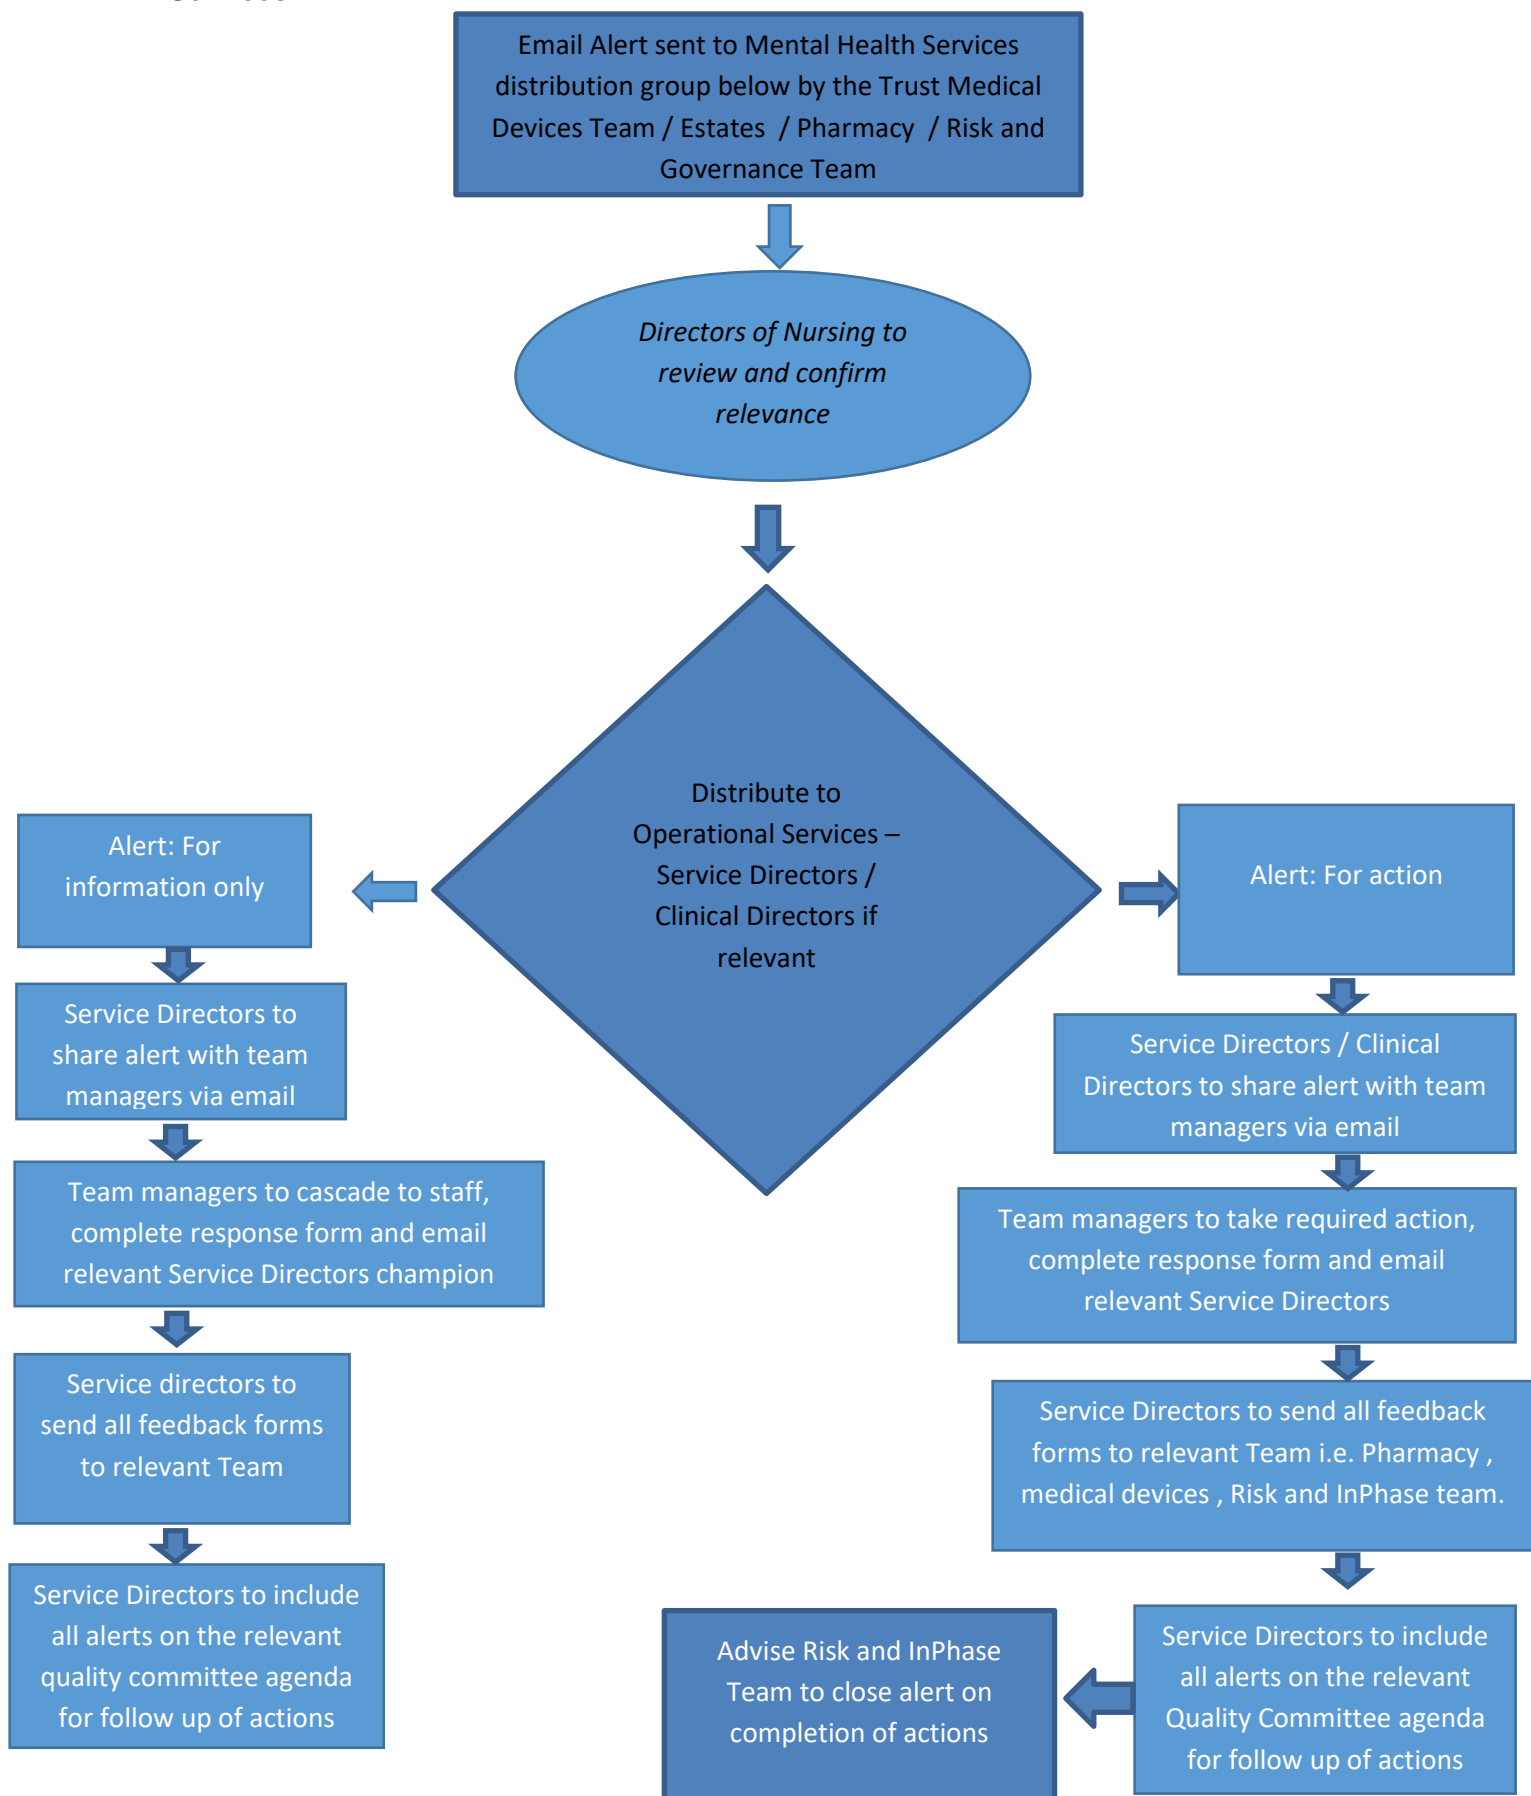 Email Alert sent to Mental Health Services
distribution group below by the Trust Medical
Devices Team / Estates / Pharmacy / Risk and
Governance Team
Directors of Nursing to
review and confirm
relevance
Distribute to
Operational Services –
Service Directors /
Clinical Directors if
relevant
Alert: For
information only
Service Directors to
share alert with team
managers via email
Team managers to cascade to staff,
complete response form and email
relevant Service Directors champion
Service directors to
send all feedback forms
to relevant Team
Service Directors to include
all alerts on the relevant
quality committee agenda
for follow up of actions
Alert: For action
Service Directors / Clinical
Directors to share alert with team
managers via email
Team managers to take required action,
complete response form and email
relevant Service Directors
Service Directors to send all feedback
forms to relevant Team i.e. Pharmacy ,
medical devices , Risk and InPhase team.
Service Directors to include
all alerts on the relevant
Quality Committee agenda
for follow up of actions
Advise Risk and InPhase
Team to close alert on
completion of actions